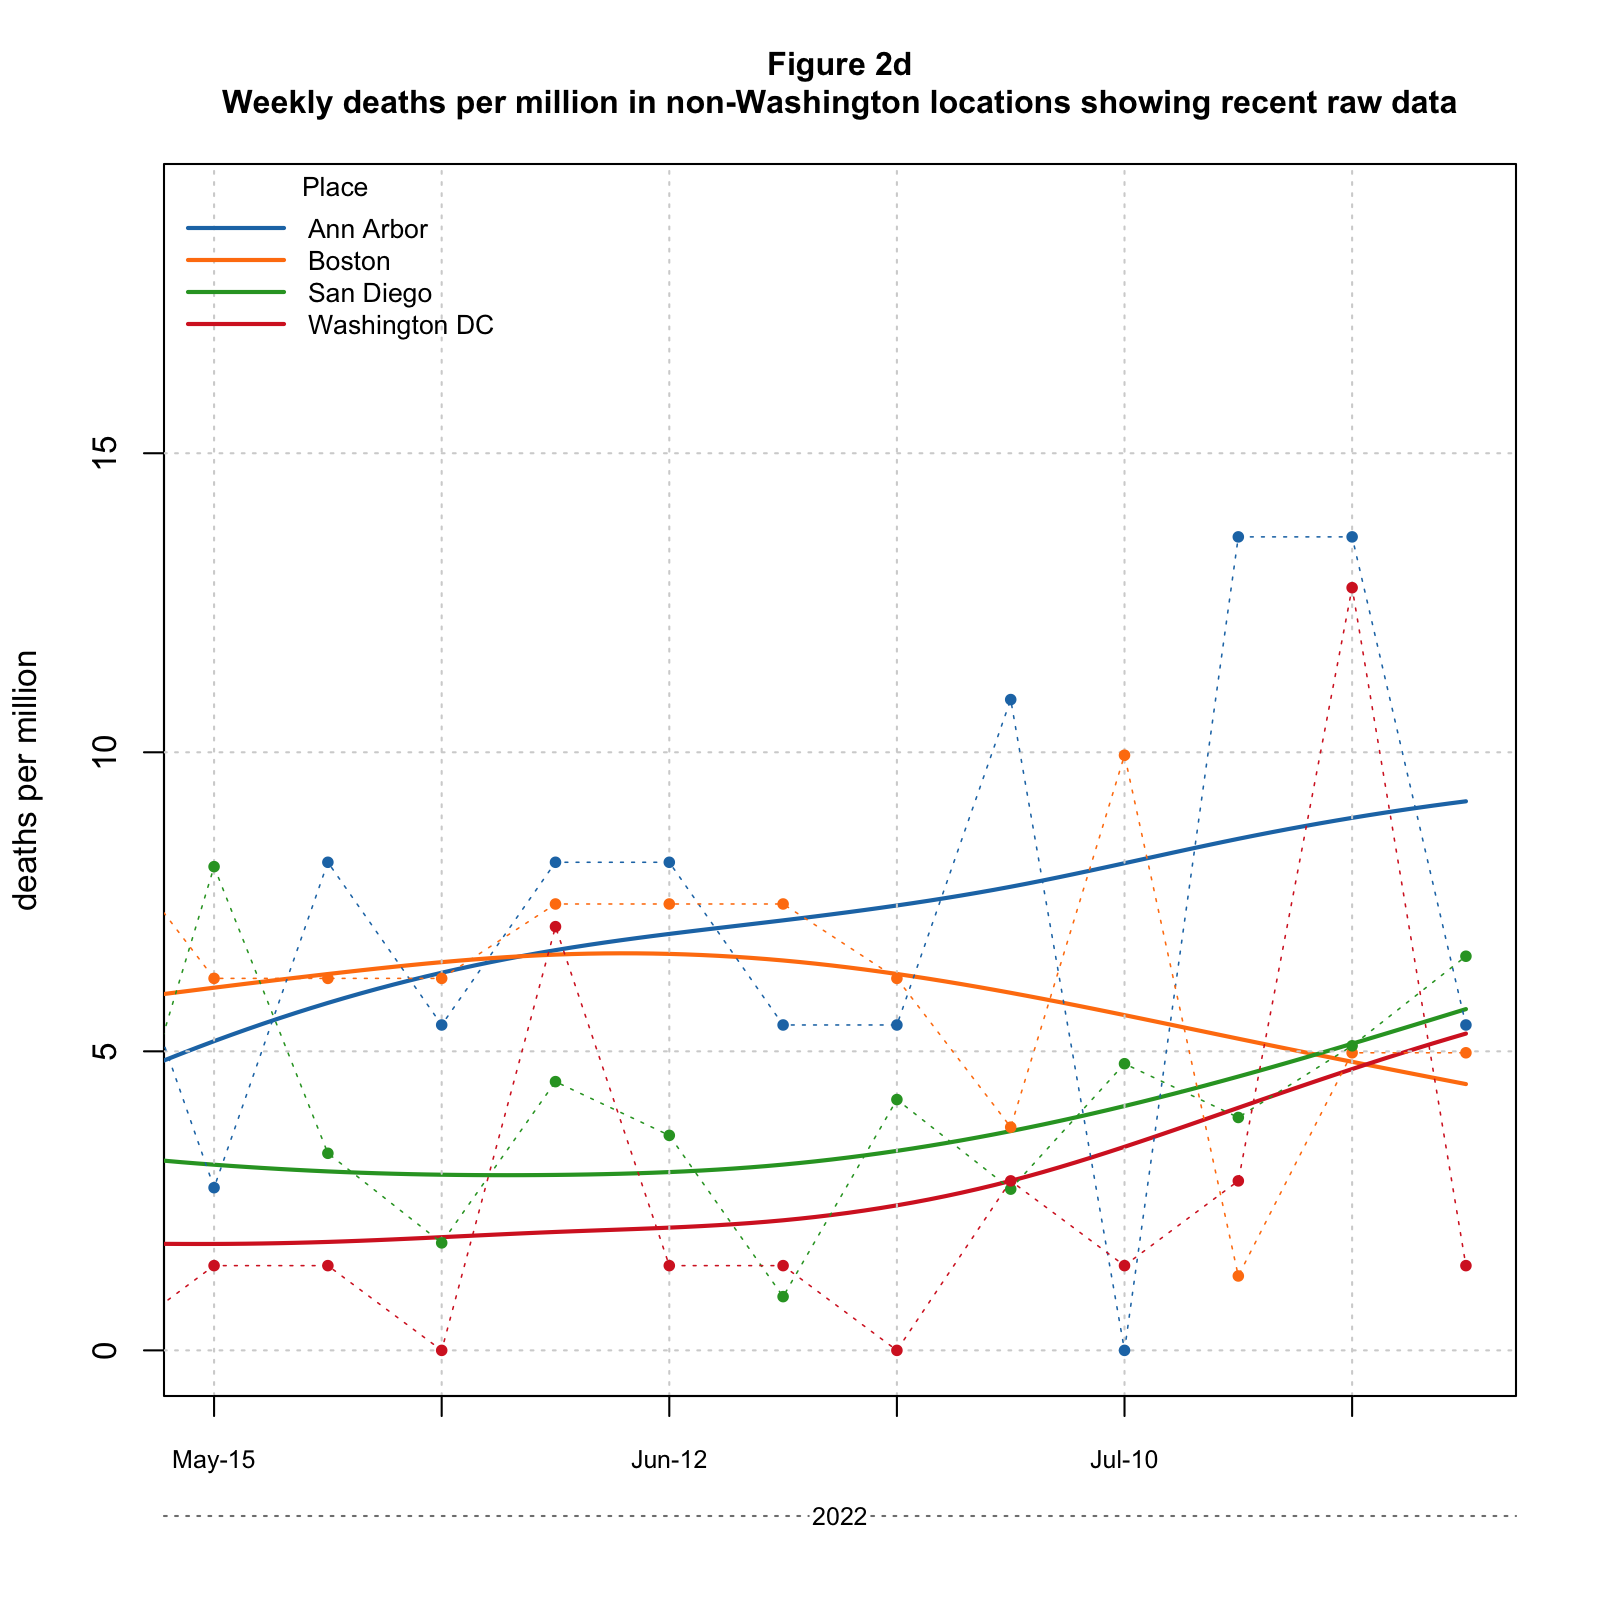 Figure 2d
Weekly deaths per million in non-Washington locations showing recent raw data
Place
Ann Arbor
Boston
San Diego
Washington DC
deaths per million
15
10
5
0
May-15
Jun-12
Jul-10
2022